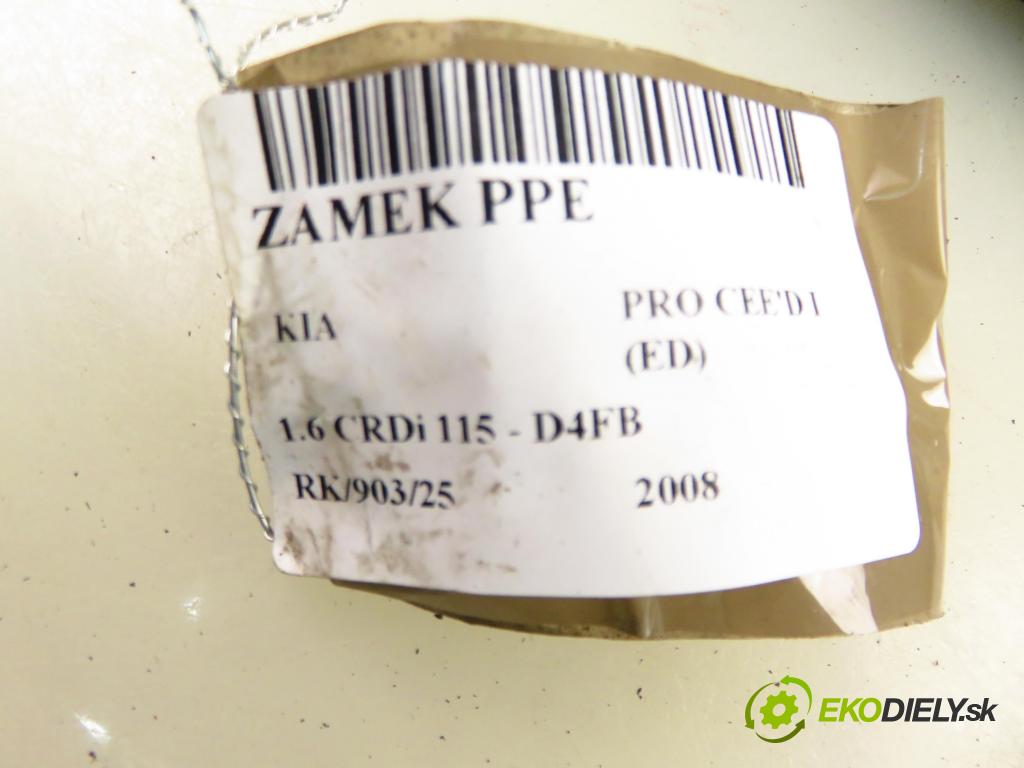 ZAMEK PPE
KIA
PRO CEE'D I
(ED)
1.6 CRDi 115 - D4FB
RK/903/25
2008
EKODIELY.sk